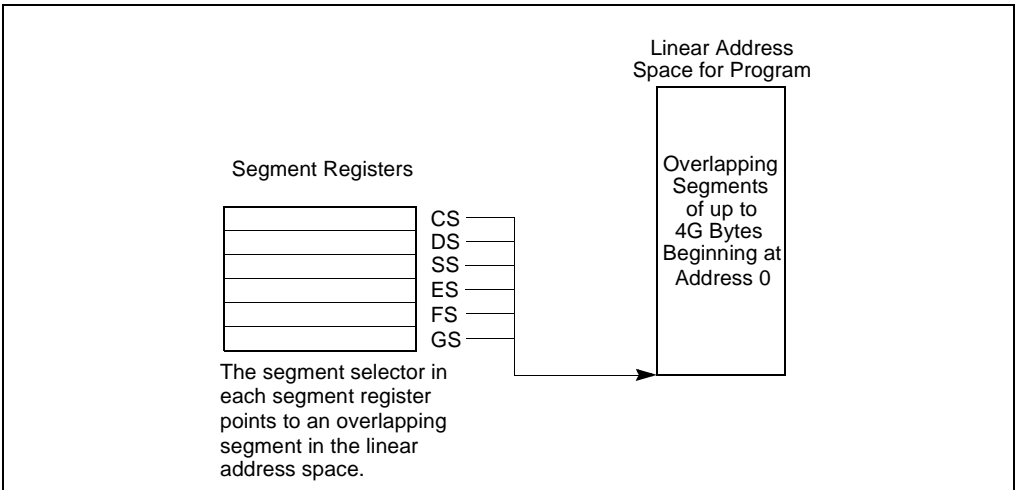 Linear Address
Space for Program
Overlapping
Segments
of up to
4G Bytes
Beginning at
Address 0
Segment Registers
CS
DS
SS
ES
FS
GS
The segment selector in
each segment register
points to an overlapping
segment in the linear
address space.